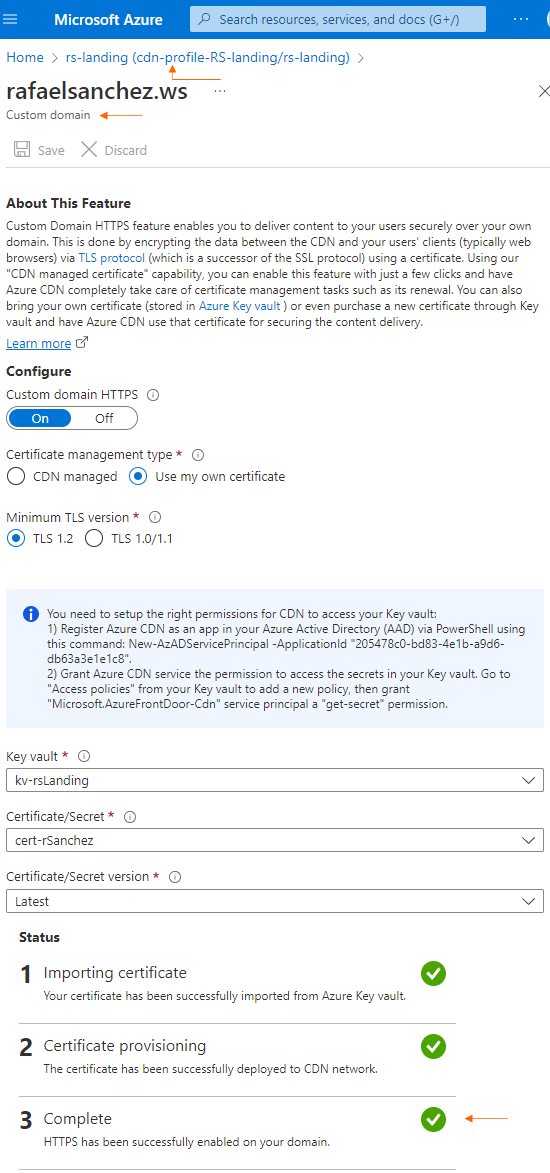 Microsoft Azure
Search resources, services, and docs (G+/)
...
Home > rs-landing (cdn-profile-RS-landing/rs-landing) >
rafaelsanchez.ws ...
Custom domain
Save Discard
About This Feature
Custom Domain HTTPS feature enables you to deliver content to your users securely over your own
domain. This is done by encrypting the data between the CDN and your users' clients (typically web
browsers) via TLS protocol (which is a successor of the SSL protocol) using a certificate. Using our
"CDN managed certificate" capability, you can enable this feature with just a few clicks and have
Azure CDN completely take care of certificate management tasks such as its renewal. You can also
bring your own certificate (stored in Azure Key vault ) or even purchase a new certificate through Key
vault and have Azure CDN use that certificate for securing the content delivery.
Learn more
Configure
Custom domain HTTPS
On Off
Certificate management type *
CDN managed Use my own certificate
Minimum TLS version *
TLS 1.2 TLS 1.0/1.1
You need to setup the right permissions for CDN to access your Key vault:
1) Register Azure CDN as an app in your Azure Active Directory (AAD) via PowerShell using
this command: New-AzADServicePrincipal -ApplicationId "205478c0-bd83-4e1b-a9d6-
db63a3e1e1c8".
2) Grant Azure CDN service the permission to access the secrets in your Key vault. Go to
"Access policies" from your Key vault to add a new policy, then grant
"Microsoft.AzureFrontDoor-Cdn" service principal a "get-secret" permission.
Key vault *
kv-rsLanding
Certificate/Secret *
cert-rSanchez
Certificate/Secret version *
Latest
Status
1 Importing certificate
Your certificate has been successfully imported from Azure Key vault.
2 Certificate provisioning
The certificate has been successfully deployed to CDN network.
3 Complete
HTTPS has been successfully enabled on your domain.